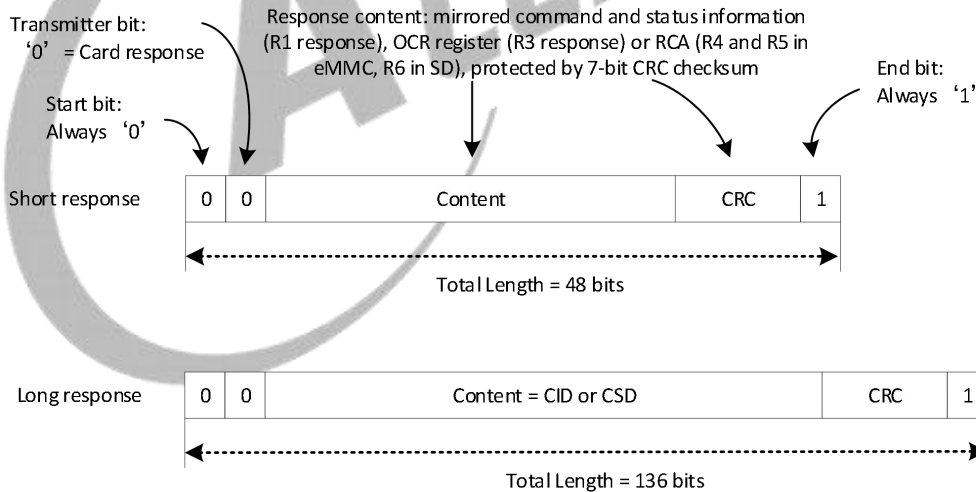 Transmitter bit:
‘0’ = Card response
Response content: mirrored command and status information
(R1 response), OCR register (R3 response) or RCA (R4 and R5 in
eMMC, R6 in SD), protected by 7-bit CRC checksum
Start bit:
Always ‘0’
End bit:
Always ‘1’
Short response 0 0 Content CRC 1
Total Length = 48 bits
Long response 0 0 Content = CID or CSD CRC 1
Total Length = 136 bits